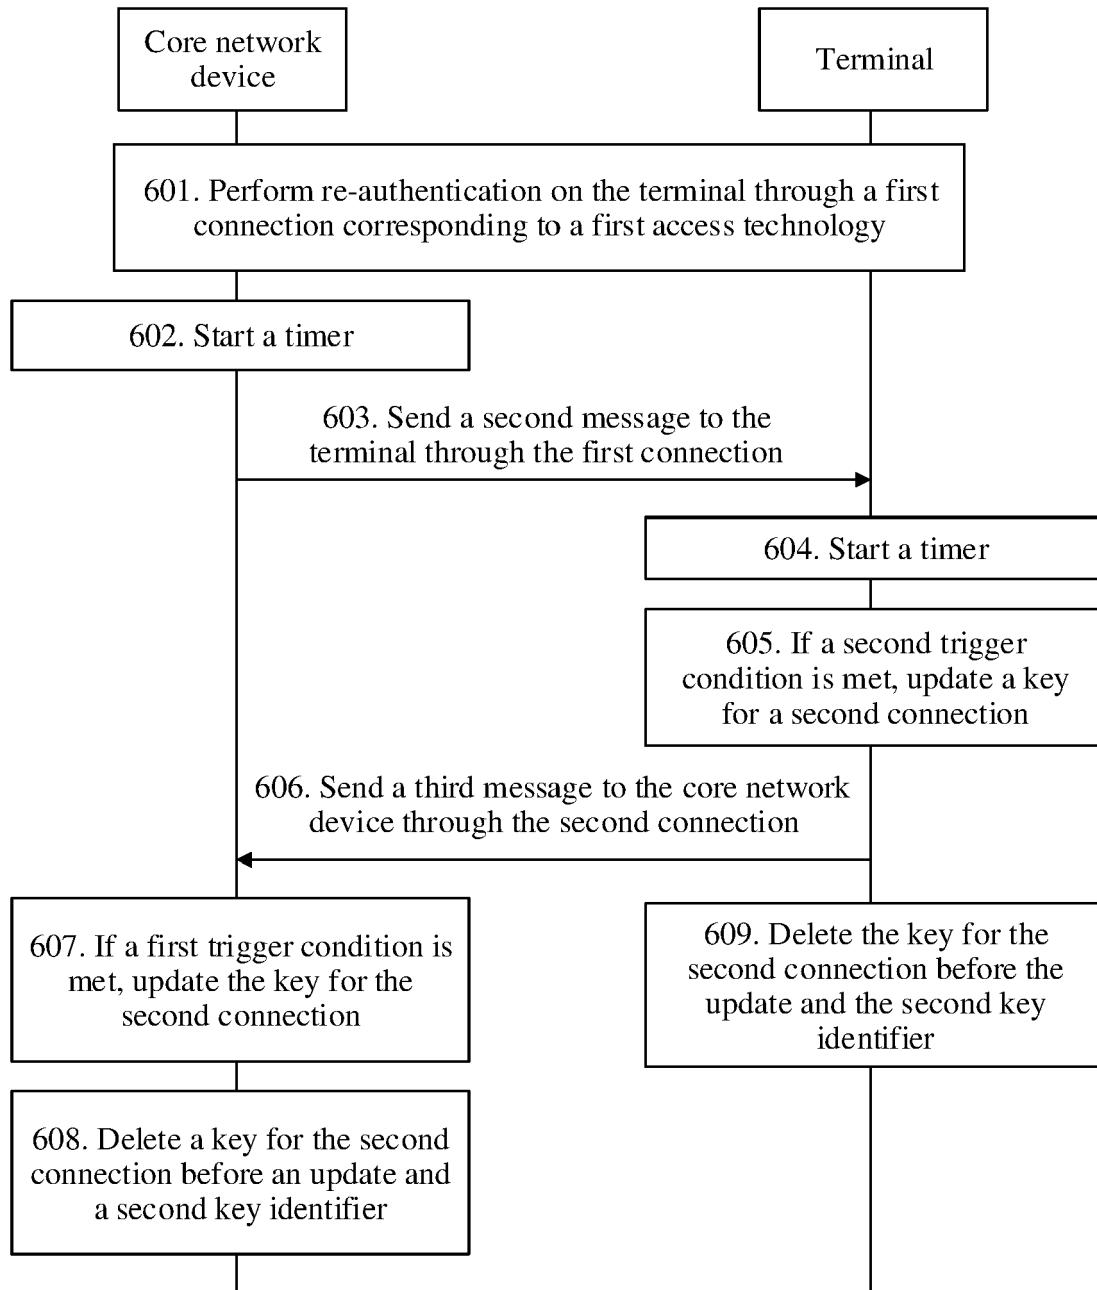 Core network
device
Terminal
601. Perform re-authentication on the terminal through a first
connection corresponding to a first access technology
602. Start a timer
603. Send a second message to the
terminal through the first connection
604. Start a timer
605. If a second trigger
condition is met, update a key
for a second connection
606. Send a third message to the core network
device through the second connection
607. If a first trigger condition is
met, update the key for the
second connection
609. Delete the key for the
second connection before the
update and the second key
identifier
608. Delete a key for the second
connection before an update and
a second key identifier